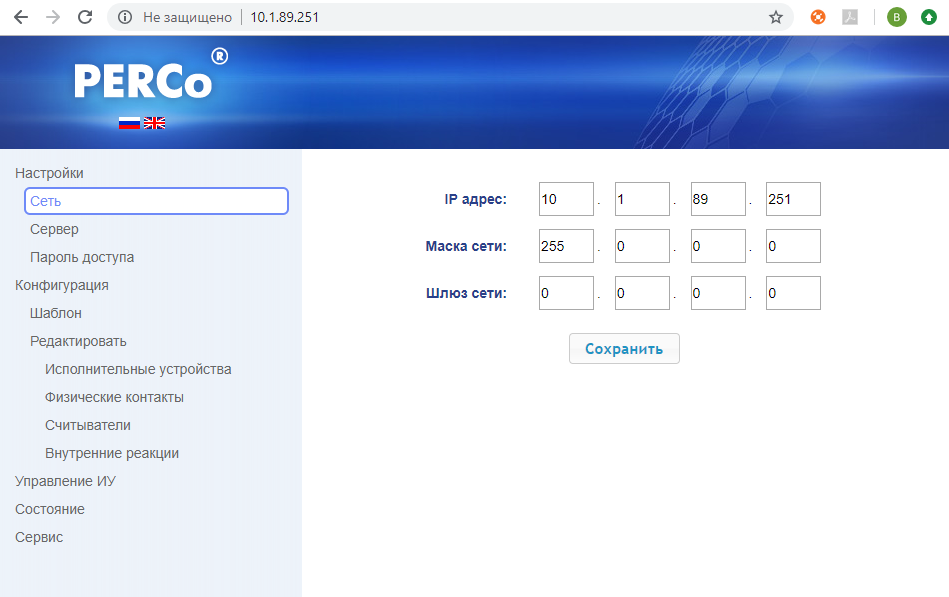 Не защищено | 10.1.89.251
B
PERCo®
Настройки
Сеть
Сервер
Пароль доступа
Конфигурация
Шаблон
Редактировать
Исполнительные устройства
Физические контакты
Считыватели
Внутренние реакции
Управление ИУ
Состояние
Сервис
IP адрес: 10 . 1 . 89 . 251
Маска сети: 255 . 0 . 0 . 0
Шлюз сети: 0 . 0 . 0 . 0
Сохранить